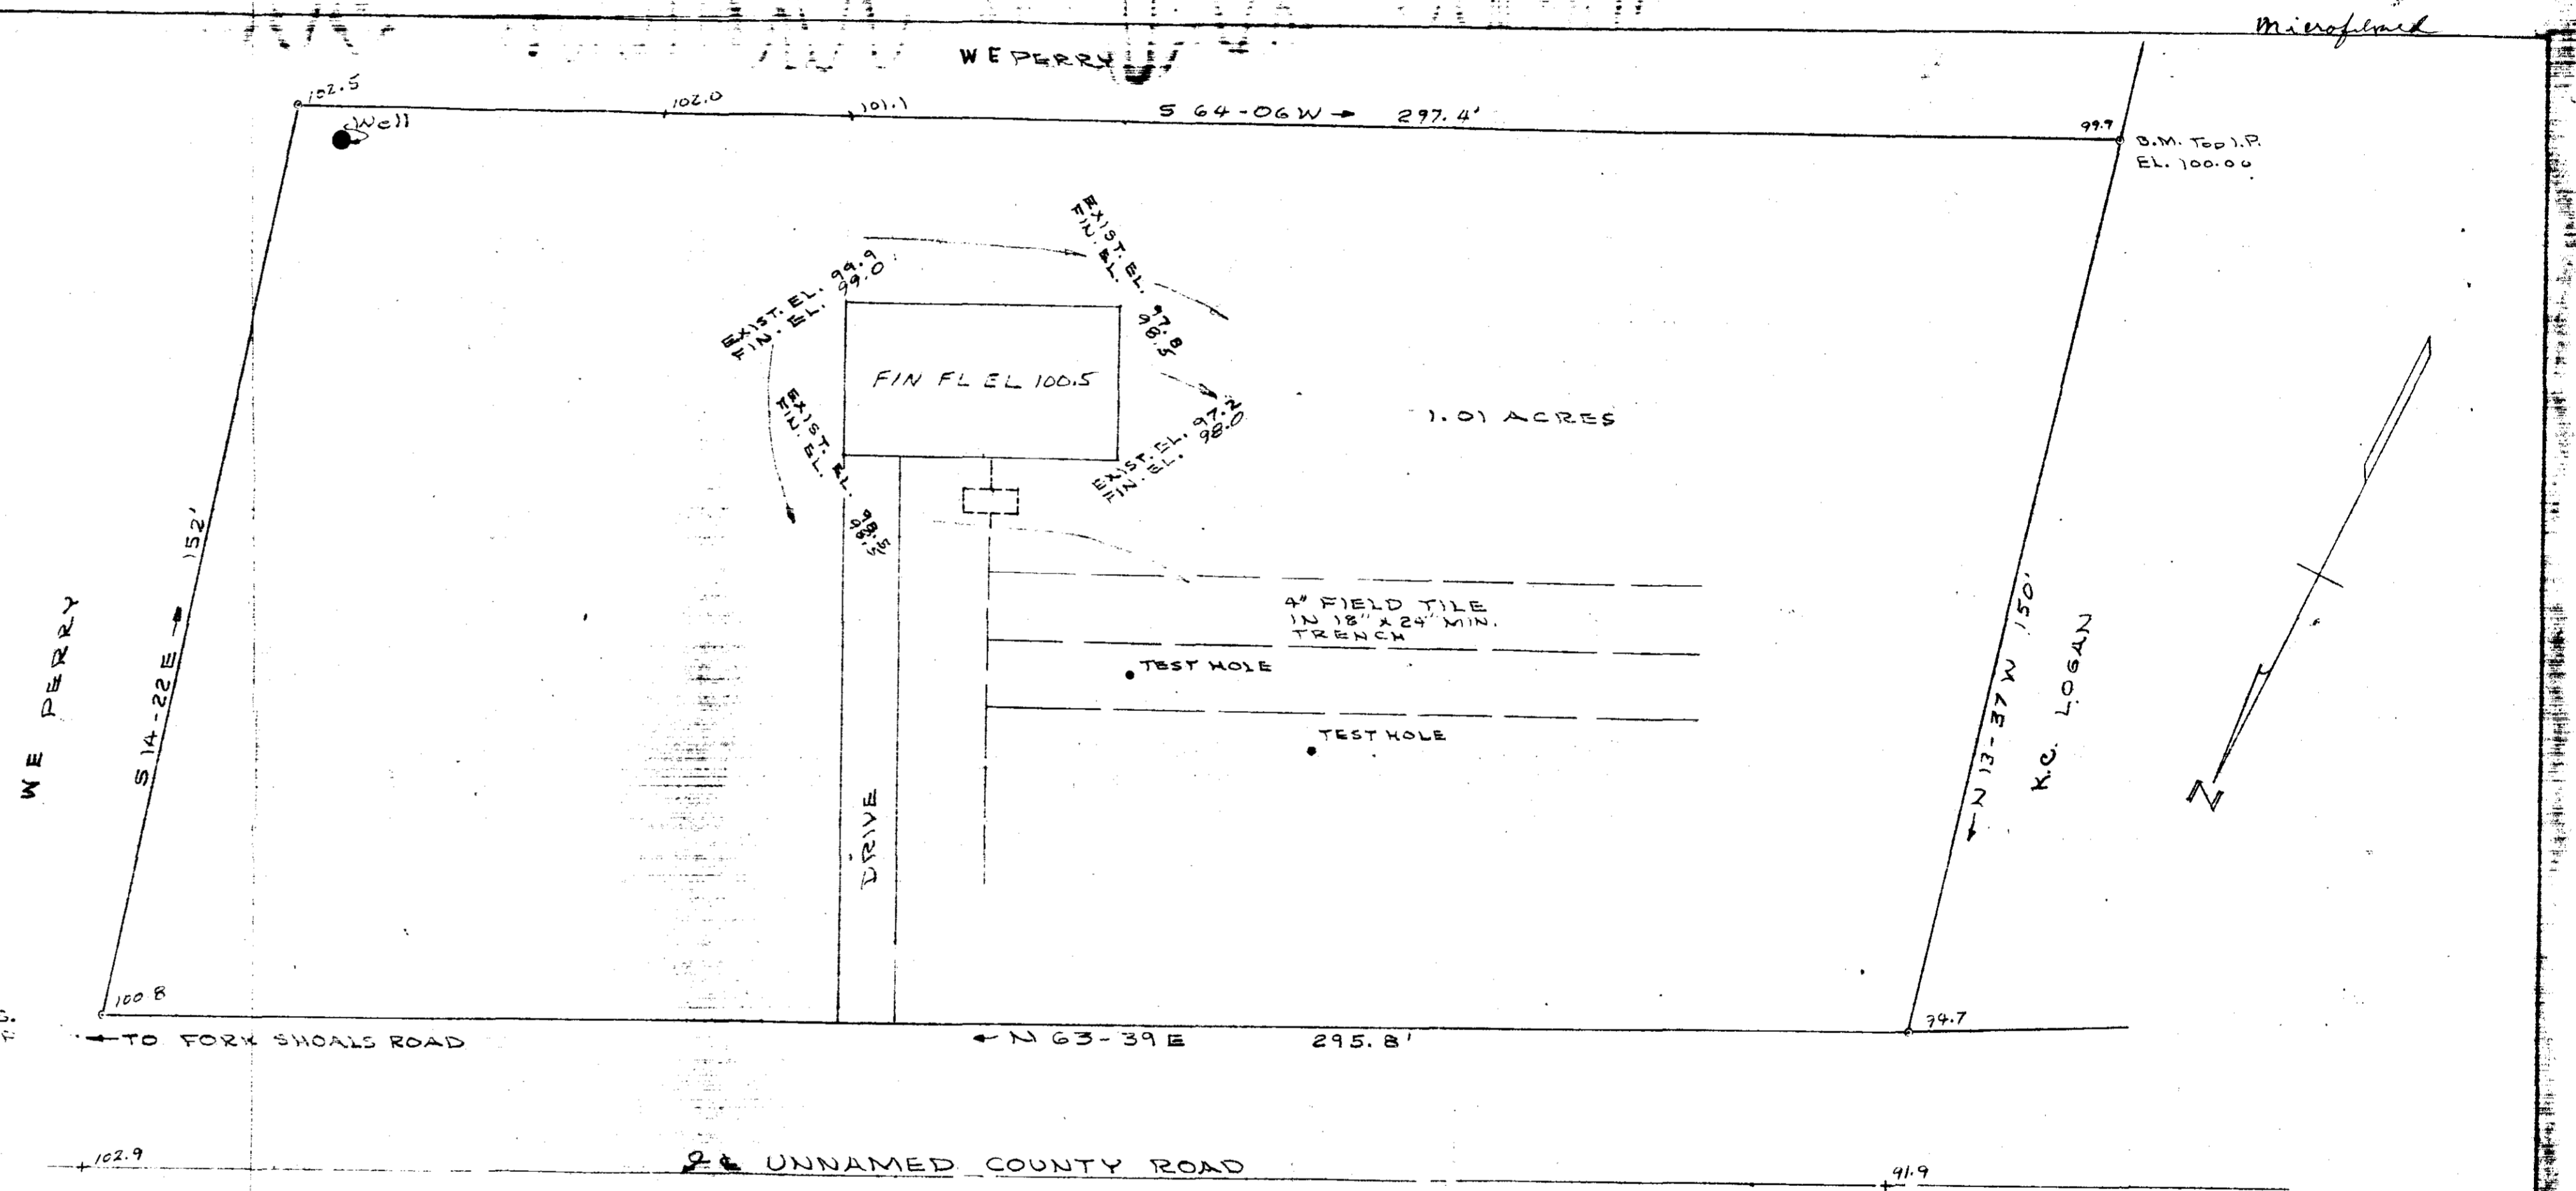 Microfilmed
W E PERRY
102.5
102.0
101.1
S 64-06 W → 297.4'
99.9
B.M. TOP I.P.
EL. 100.00
Well
EXIST. EL. 99.9
FIN. EL. 99.0
EXIST. EL. 97.8
FIN. EL. 98.5
FIN FL EL 100.5
1.01 ACRES
EXIST. EL. 98.5
FIN. EL. 98.5
EXIST. EL. 97.2
FIN. EL. 98.0
152'
S 14-22 E →
WE PERRY
4" FIELD TILE
IN 18" x 24" MIN.
TRENCH
TEST HOLE
TEST HOLE
DRIVE
← N 13-37 W 150'
K.C. LOGAN
N
100.8
94.7
← TO FORK SHOALS ROAD
← N 63-39 E 295.8'
102.9
UNNAMED COUNTY ROAD
91.9